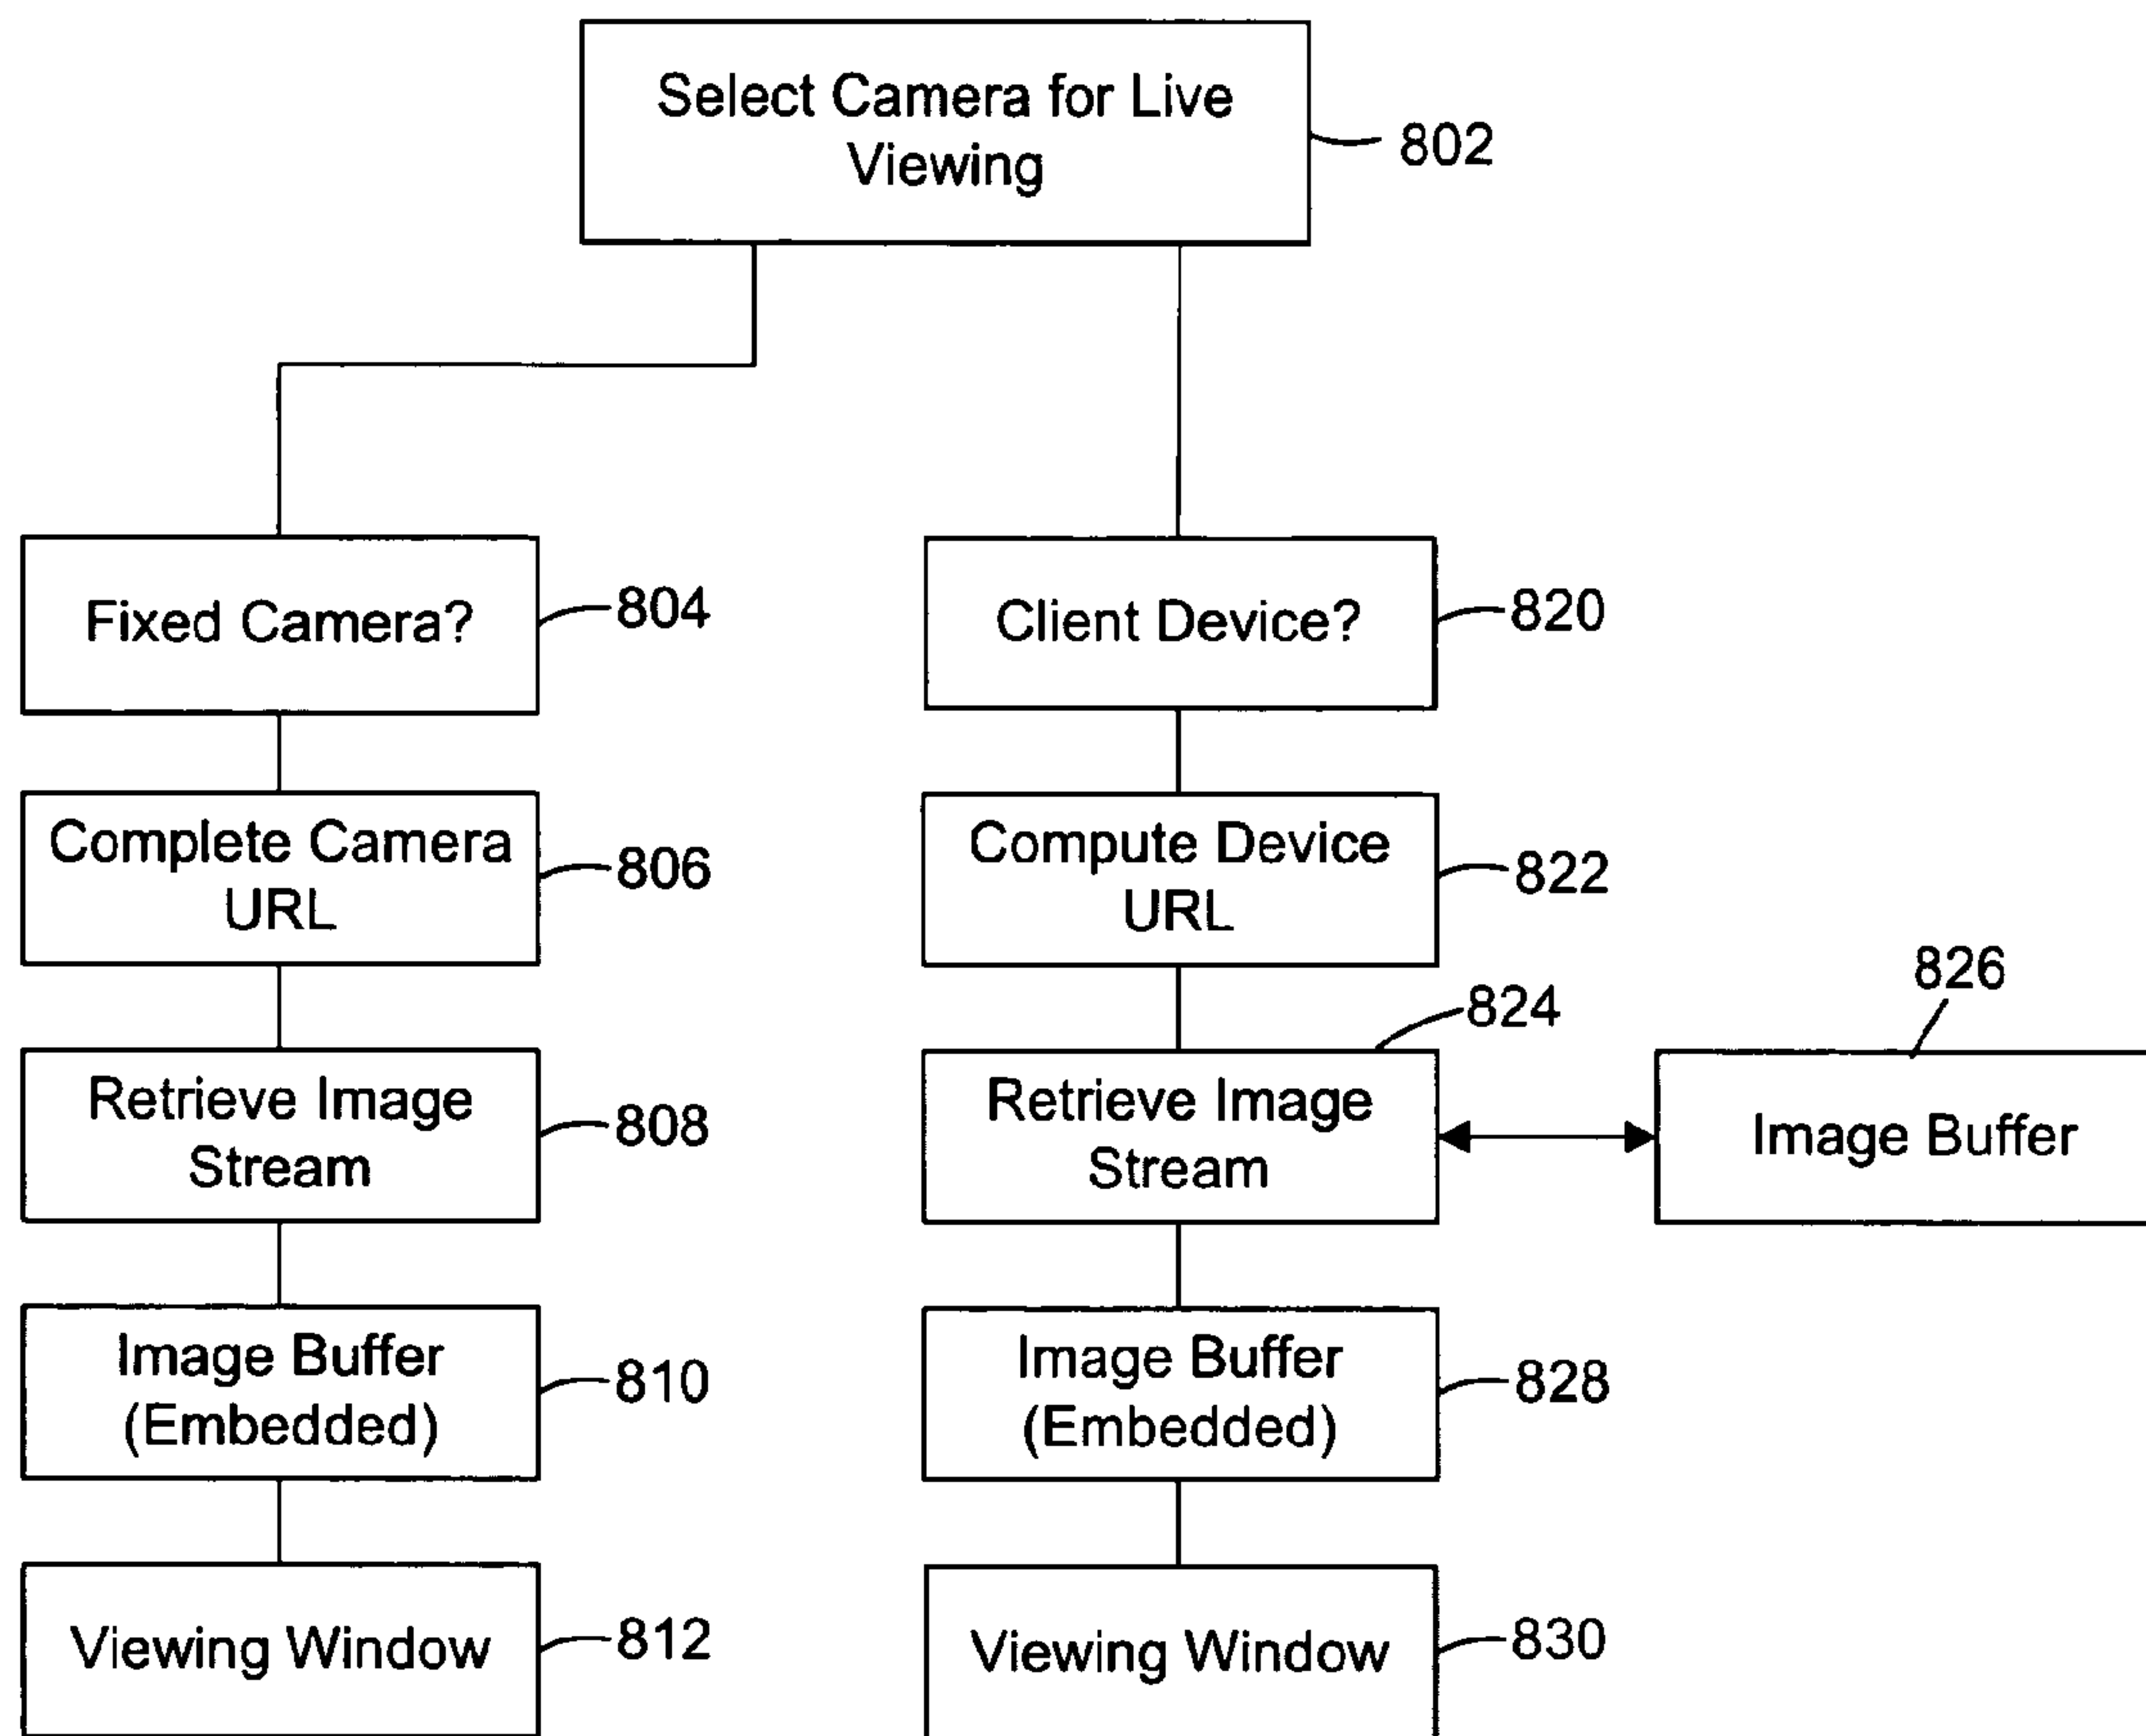 Select Camera for Live
Viewing
802
Fixed Camera?
804
Client Device?
820
Complete Camera
URL
806
Compute Device
URL
822
Retrieve Image
Stream
808
Retrieve Image
Stream
824
Image Buffer
826
Image Buffer
(Embedded)
810
Image Buffer
(Embedded)
828
Viewing Window
812
Viewing Window
830